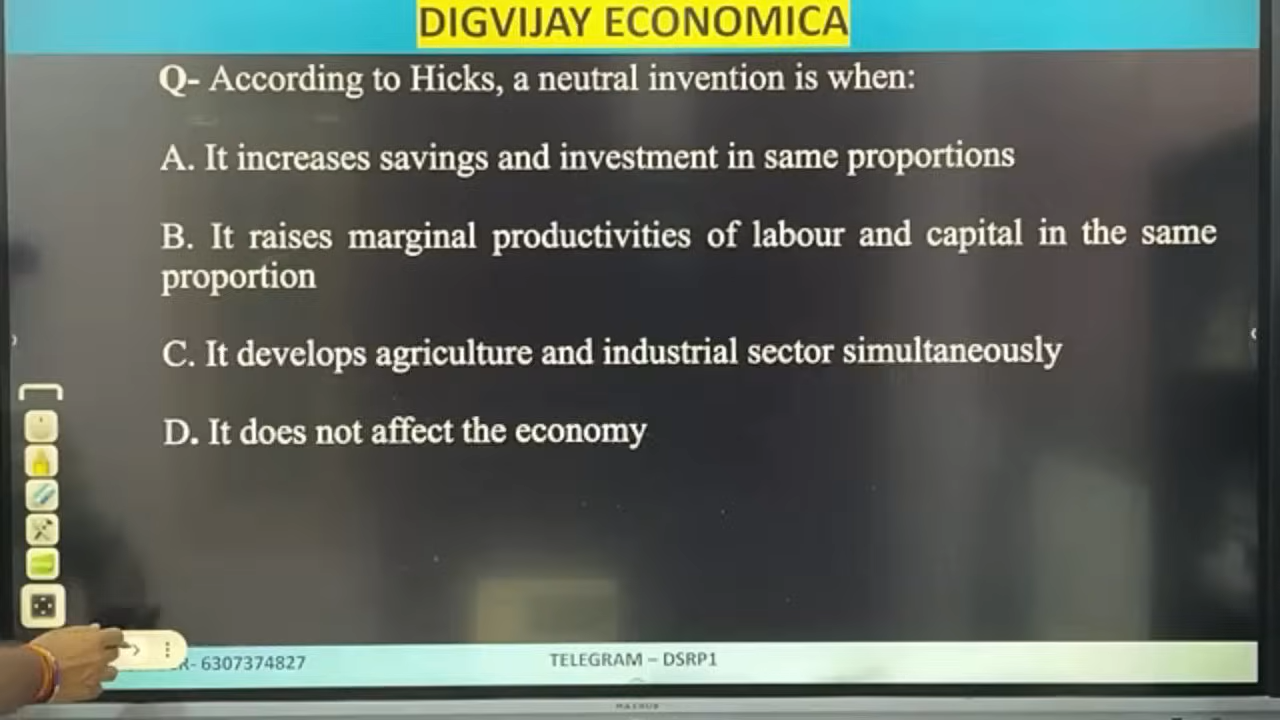 DIGVIJAY ECONOMICA
Q- According to Hicks, a neutral invention is when:
A. It increases savings and investment in same proportions
B. It raises marginal productivities of labour and capital in the same
proportion
C. It develops agriculture and industrial sector simultaneously
D. It does not affect the economy
R- 6307374827
TELEGRAM – DSRP1
MAXHUB